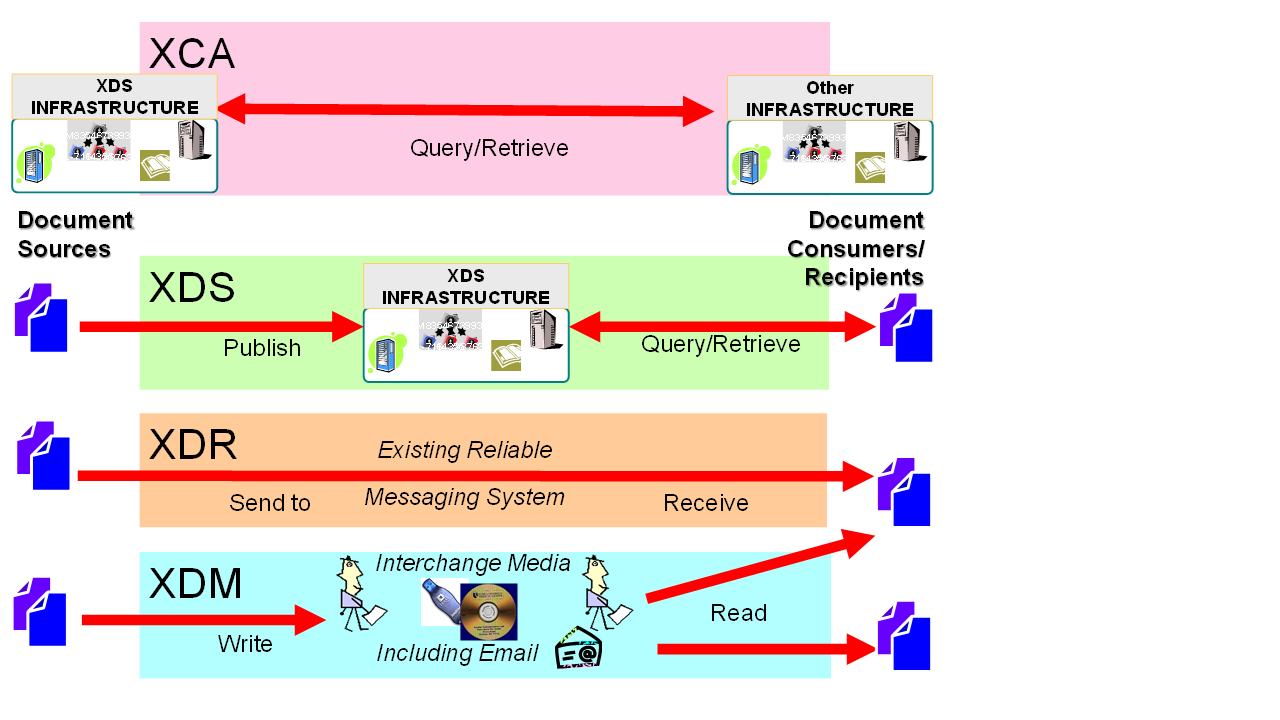 XCA
XDS
INFRASTRUCTURE
Other
INFRASTRUCTURE
Query/Retrieve
Document
Sources
Document
Consumers/
Recipients
XDS
XDS
INFRASTRUCTURE
Publish
Query/Retrieve
XDR
Existing Reliable
Messaging System
Send to
Receive
XDM
Interchange Media
Including Email
Write
Read